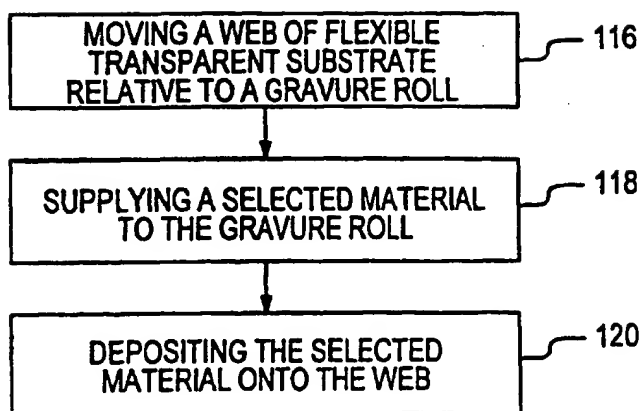 MOVING A WEB OF FLEXIBLE
TRANSPARENT SUBSTRATE
RELATIVE TO A GRAVURE ROLL
116
SUPPLYING A SELECTED MATERIAL
TO THE GRAVURE ROLL
118
DEPOSITING THE SELECTED
MATERIAL ONTO THE WEB
120